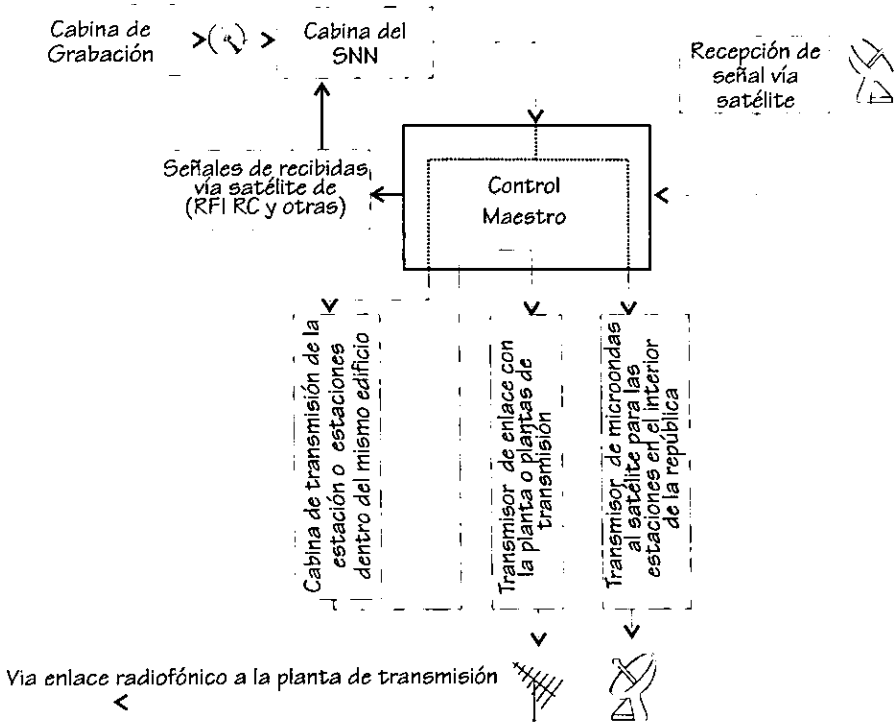 Cabina de
Grabación
Cabina del
SNN
Recepción de
señal vía
satélite
Señales de recibidas
vía satélite de
(RFI RC y otras)
Control
Maestro
Cabina de transmisión de la
estación o estaciones
dentro del mismo edificio
Transmisor de enlace con
la planta o plantas de
transmisión
Transmisor de microondas
al satélite para las
estaciones en el interior
de la república
Via enlace radiofónico a la planta de transmisión